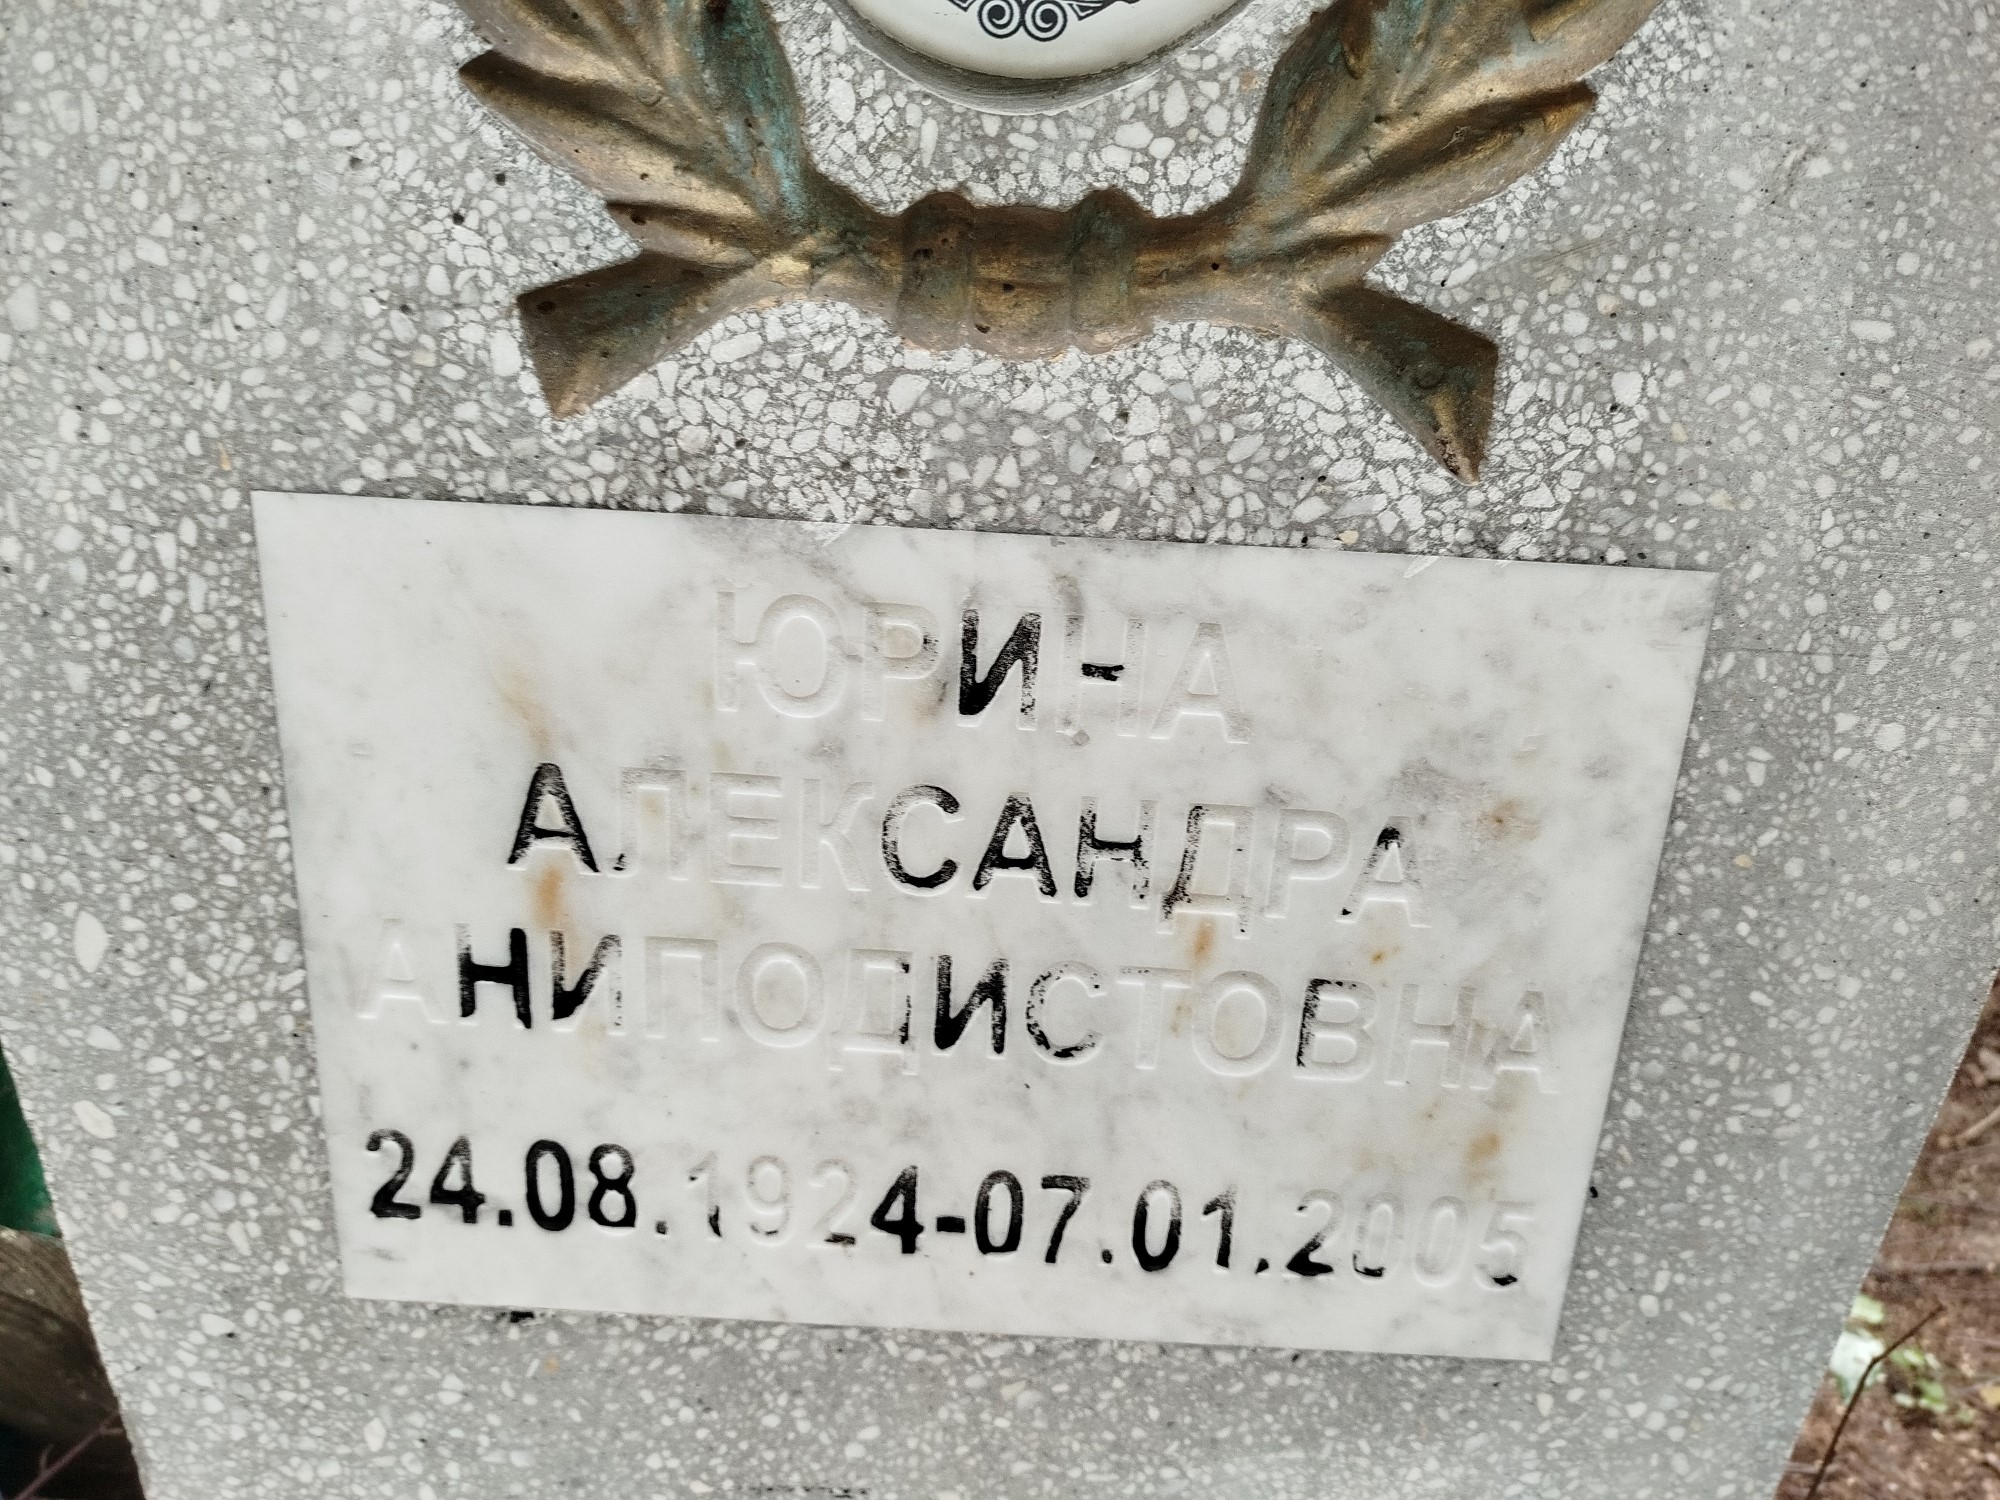 ЮРИНА
АЛЕКСАНДРА
АНИПОДИСТОВНА
24.08.1924-07.01.2005